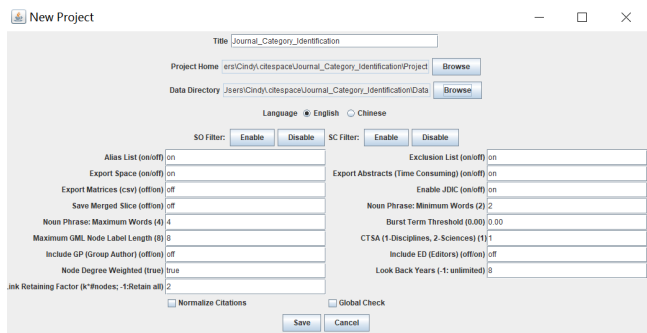 New Project
Title Journal_Category_Identification
Project Home ers\Cindy\.citespace\Journal_Category_Identification\Project Browse
Data Directory Jsers\Cindy\.citespace\Journal_Category_Identification\Data Browse
Language English Chinese
SO Filter: Enable Disable SC Filter: Enable Disable
Alias List (on/off) on Exclusion List (on/off) on
Export Space (on/off) on Export Abstracts (Time Consuming) (on/off) on
Export Matrices (csv) (off/on) off Enable JDIC (on/off) on
Save Merged Slice (off/on) off Noun Phrase: Minimum Words (2) 2
Noun Phrase: Maximum Words (4) 4 Burst Term Threshold (0.00) 0.00
Maximum GML Node Label Length (8) 8 CTSA (1-Disciplines, 2-Sciences) (1) 1
Include GP (Group Author) (off/on) off Include ED (Editors) (off/on) off
Node Degree Weighted (true) true Look Back Years (-1: unlimited) 8
ink Retaining Factor (k*#nodes; -1:Retain all) 2
Normalize Citations Global Check
Save Cancel